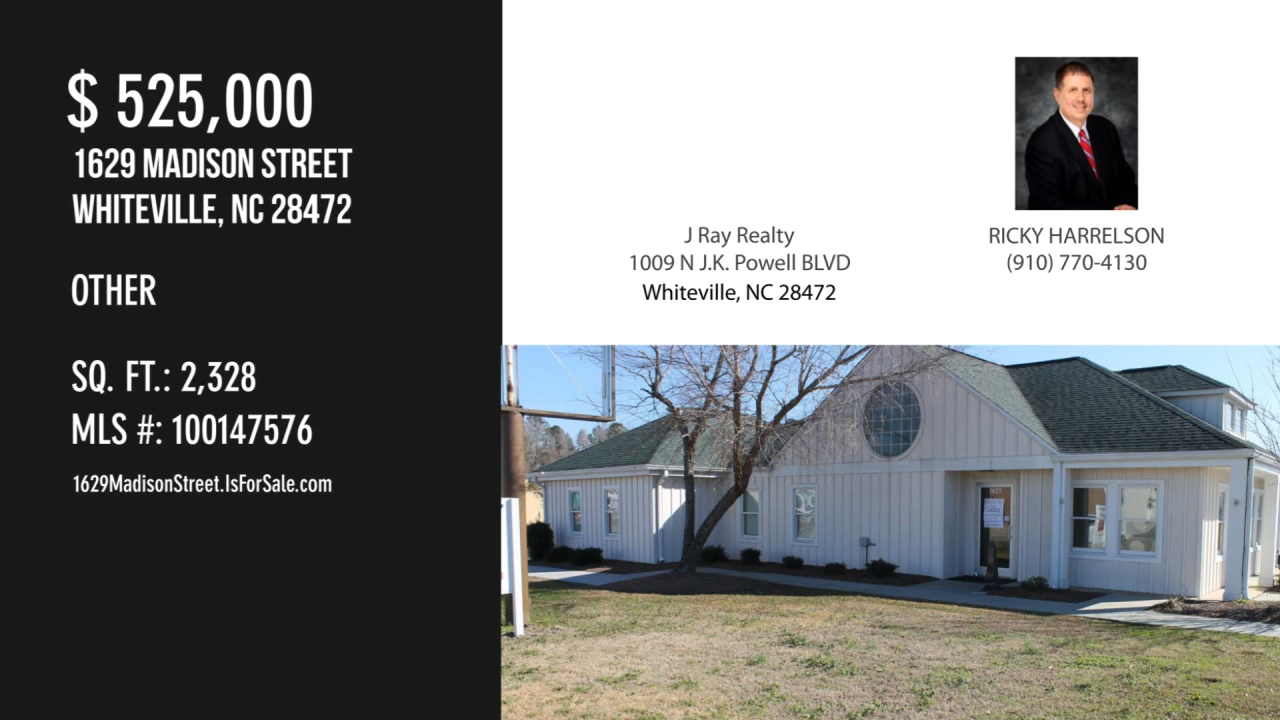 $ 525,000
1629 MADISON STREET
WHITEVILLE, NC 28472
OTHER
SQ. FT.: 2,328
MLS #: 100147576
1629MadisonStreet.IsForSale.com
J Ray Realty
1009 N J.K. Powell BLVD
Whiteville, NC 28472
RICKY HARRELSON
(910) 770-4130